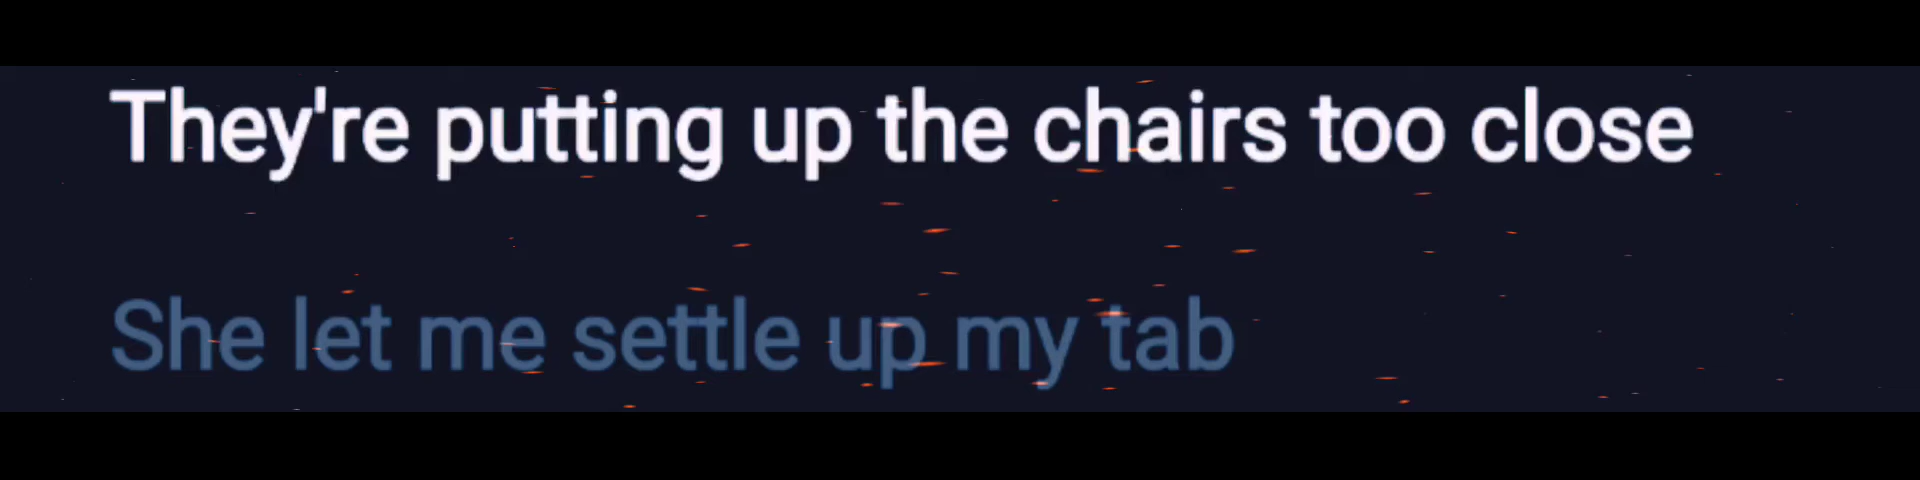 They're putting up the chairs too close
She let me settle up my tab